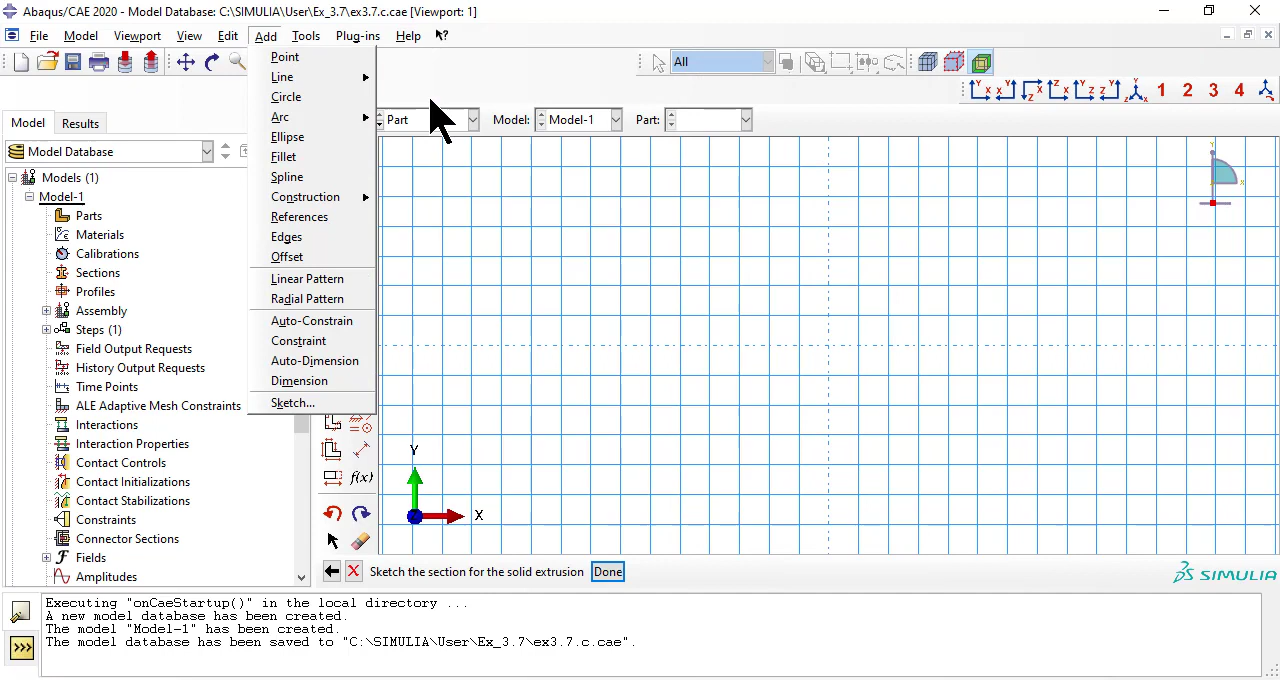 Abaqus/CAE 2020 - Model Database: C:\SIMULIA\User\Ex_3.7\ex3.7.c.cae [Viewport: 1]
File Model Viewport View Edit Add Tools Plug-ins Help
All
1 2 3 4
Point
Line
Circle
Arc
Ellipse
Fillet
Spline
Construction
References
Edges
Offset
Linear Pattern
Radial Pattern
Auto-Constrain
Constraint
Auto-Dimension
Dimension
Sketch...
Part Model: Model-1 Part:
Model Results
Model Database
Models (1)
Model-1
Parts
Materials
Calibrations
Sections
Profiles
Assembly
Steps (1)
Field Output Requests
History Output Requests
Time Points
ALE Adaptive Mesh Constraints
Interactions
Interaction Properties
Contact Controls
Contact Initializations
Contact Stabilizations
Constraints
Connector Sections
Fields
Amplitudes
f(x)
Y
X
Y
X
Sketch the section for the solid extrusion Done
SIMULIA
Executing "onCaeStartup()" in the local directory ...
A new model database has been created.
The model "Model-1" has been created.
The model database has been saved to "C:\SIMULIA\User\Ex_3.7\ex3.7.c.cae".